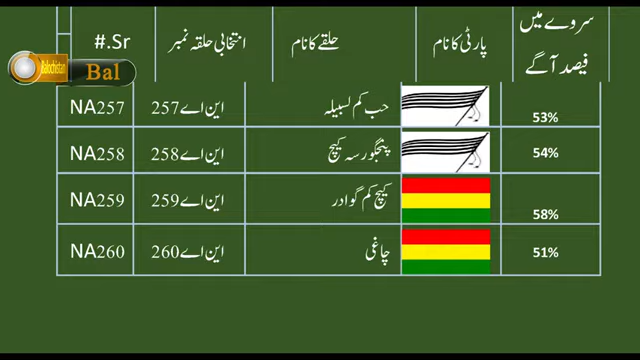 #.Sr انتخابی حلقہ نمبر حلقے کا نام پارٹی کا نام سروے میں
فیصد آگے
Balochistan
Bal
NA257 این اے 257 حب کم لسبیلہ 53%
NA258 این اے 258 پنجگور سہ کیچ 54%
NA259 این اے 259 کیچ کم گوادر 58%
NA260 این اے 260 چاغی 51%